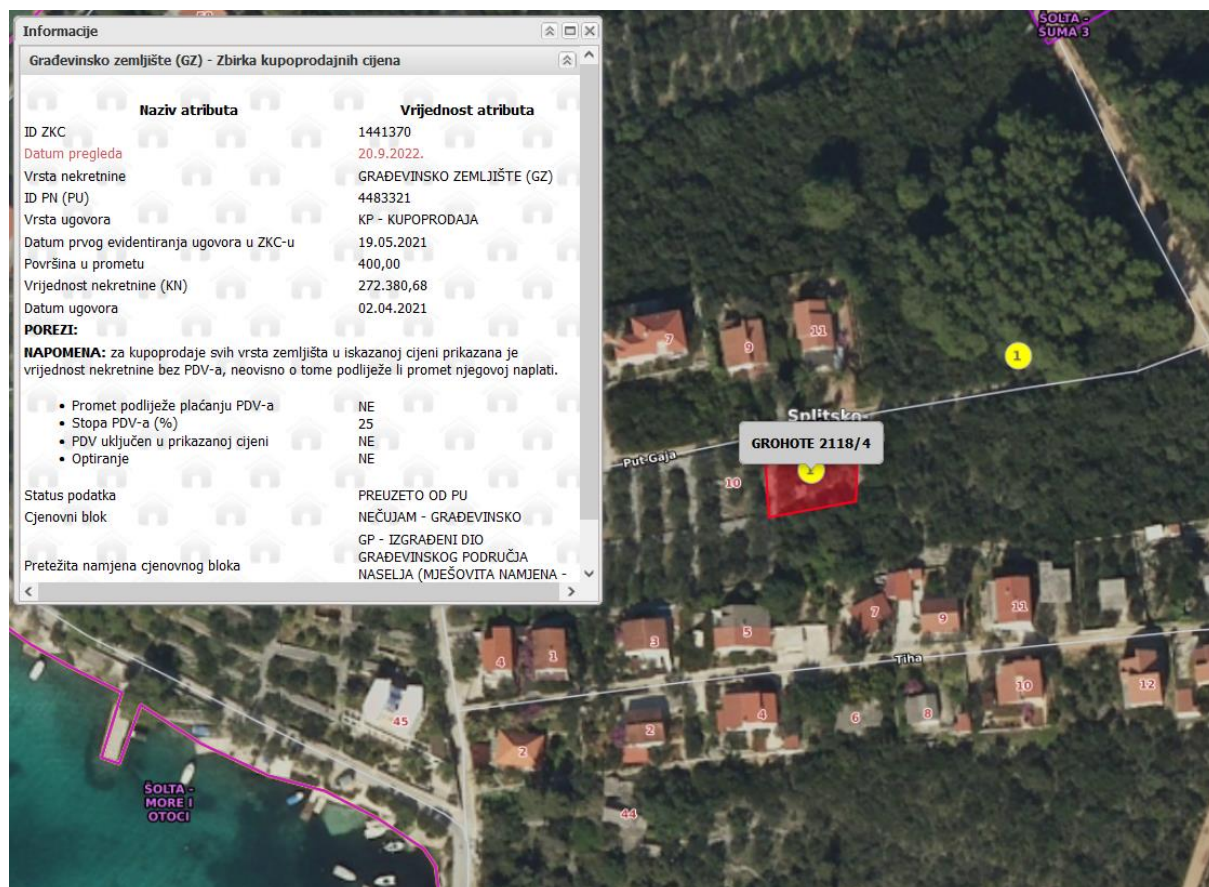 Informacije
Građevinsko zemljište (GZ) - Zbirka kupoprodajnih cijena
Naziv atributa Vrijednost atributa
ID ZKC 1441370
Datum pregleda 20.9.2022.
Vrsta nekretnine GRAĐEVINSKO ZEMLJIŠTE (GZ)
ID PN (PU) 4483321
Vrsta ugovora KP - KUPOPRODAJA
Datum prvog evidentiranja ugovora u ZKC-u 19.05.2021
Površina u prometu 400,00
Vrijednost nekretnine (KN) 272.380,68
Datum ugovora 02.04.2021
POREZI:
NAPOMENA: za kupoprodaje svih vrsta zemljišta u iskazanoj cijeni prikazana je
vrijednost nekretnine bez PDV-a, neovisno o tome podliježe li promet njegovoj naplati.
• Promet podliježe plaćanju PDV-a NE
• Stopa PDV-a (%) 25
• PDV uključen u prikazanoj cijeni NE
• Optiranje NE
Status podatka PREUZETO OD PU
Cjenovni blok NEČUJAM - GRAĐEVINSKO
Pretežita namjena cjenovnog bloka GP - IZGRAĐENI DIO
GRAĐEVINSKOG PODRUČJA
NASELJA (MJEŠOVITA NAMJENA -
ŠOLTA -
ŠUMA 3
7
9
11
1
Splitsko-
GROHOTE 2118/4
Put Gaja
10
1
4
1
3
5
7
9
11
Tiha
10
12
45
2
2
4
6
8
44
ŠOLTA -
MORE I
OTOCI